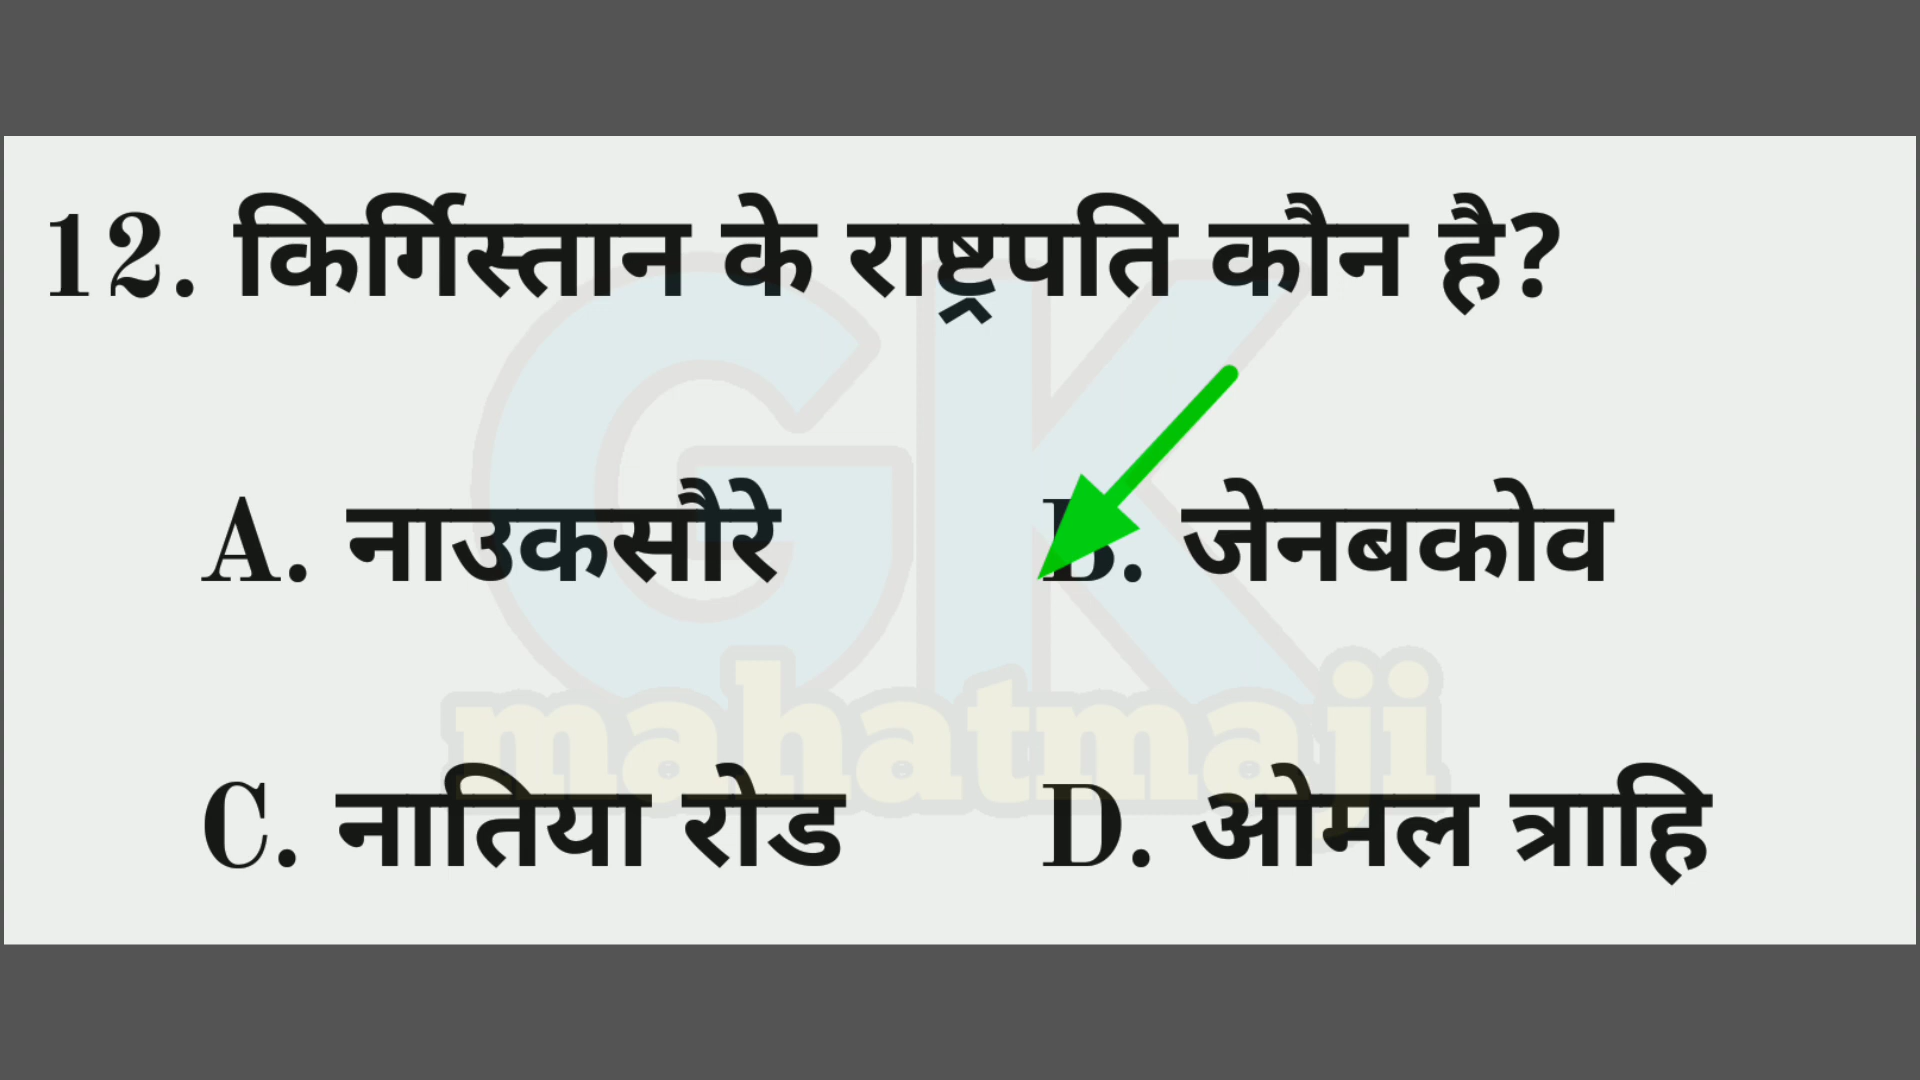 12. किर्गिस्तान के राष्ट्रपति कौन है?
A. नाउकसौरे B. जेनबकोव
C. नातिया रोड D. ओमल त्राहि
GK
mahatmaji